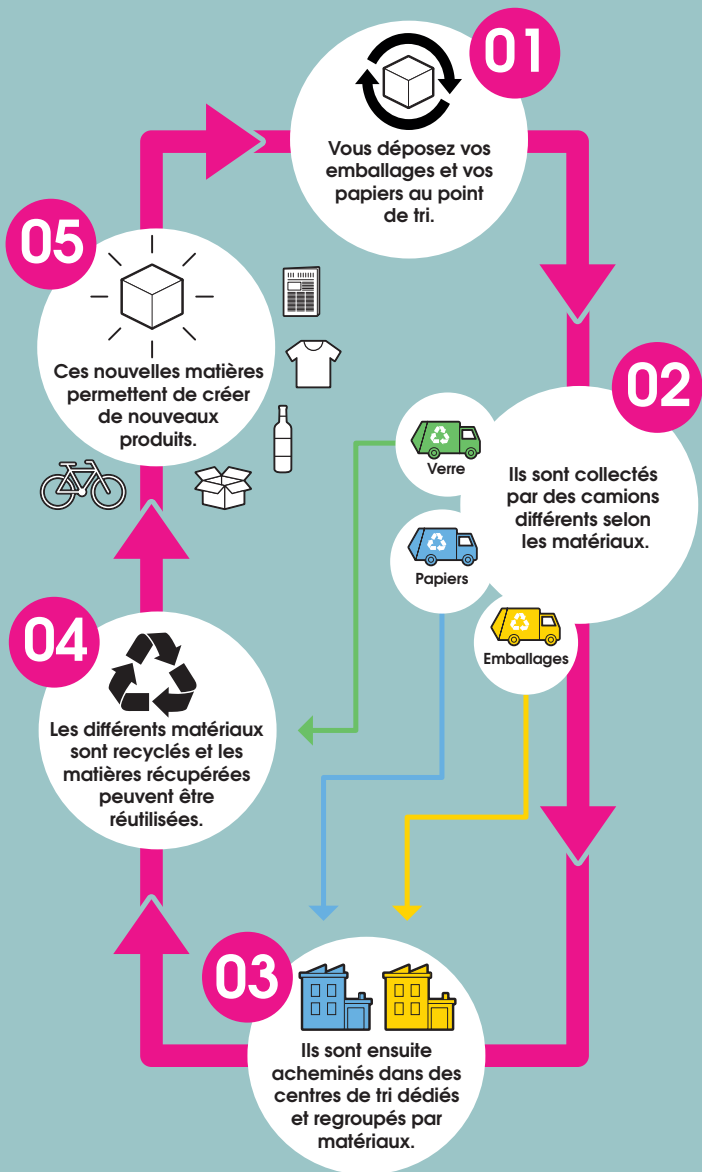 01
Vous déposez vos
emballages et vos
papiers au point
de tri.
02
Ils sont collectés
par des camions
différents selon
les matériaux.
Verre
Papiers
Emballages
03
Ils sont ensuite
acheminés dans des
centres de tri dédiés
et regroupés par
matériaux.
04
Les différents matériaux
sont recyclés et les
matières récupérées
peuvent être
réutilisées.
05
Ces nouvelles matières
permettent de créer
de nouveaux
produits.